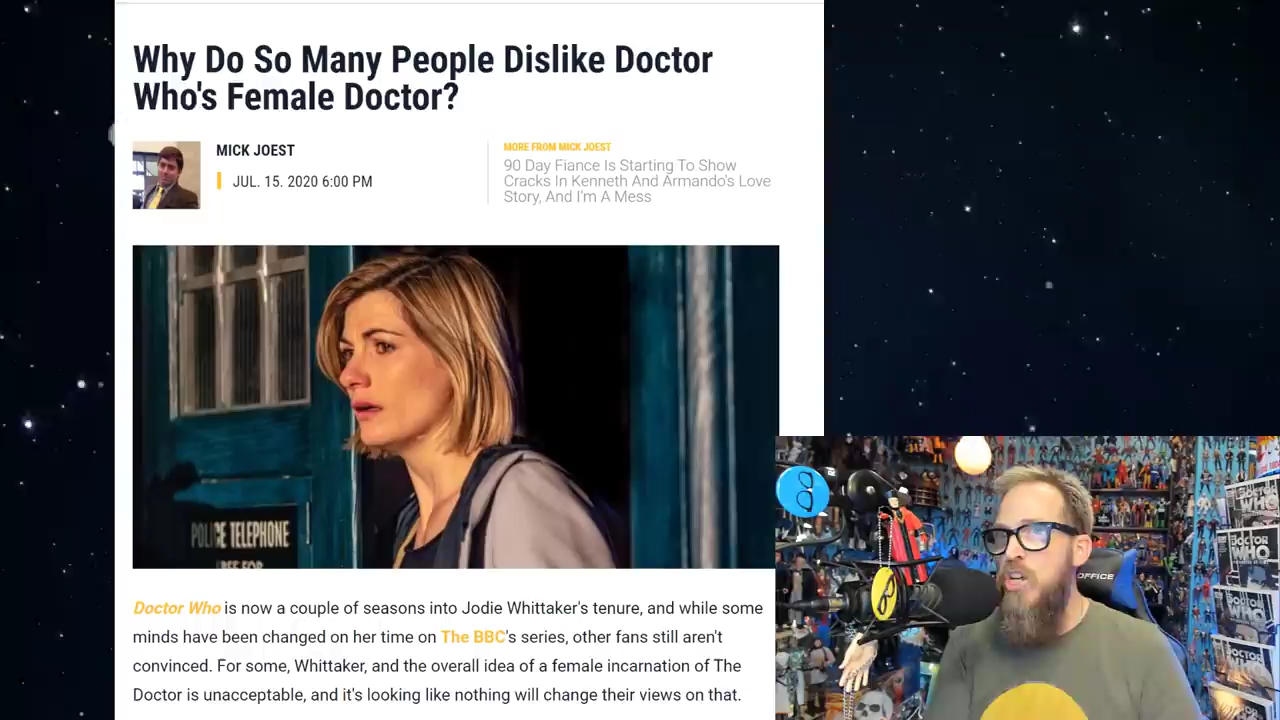 Why Do So Many People Dislike Doctor
Who's Female Doctor?
MICK JOEST
JUL. 15. 2020 6:00 PM
MORE FROM MICK JOEST
90 Day Fiance Is Starting To Show
Cracks In Kenneth And Armando's Love
Story, And I'm A Mess
POLICE TELEPHONE
Doctor Who is now a couple of seasons into Jodie Whittaker's tenure, and while some
minds have been changed on her time on The BBC's series, other fans still aren't
convinced. For some, Whittaker, and the overall idea of a female incarnation of The
Doctor is unacceptable, and it's looking like nothing will change their views on that.
OFFICE
DOCTOR
WHO
DOCTOR
WHO